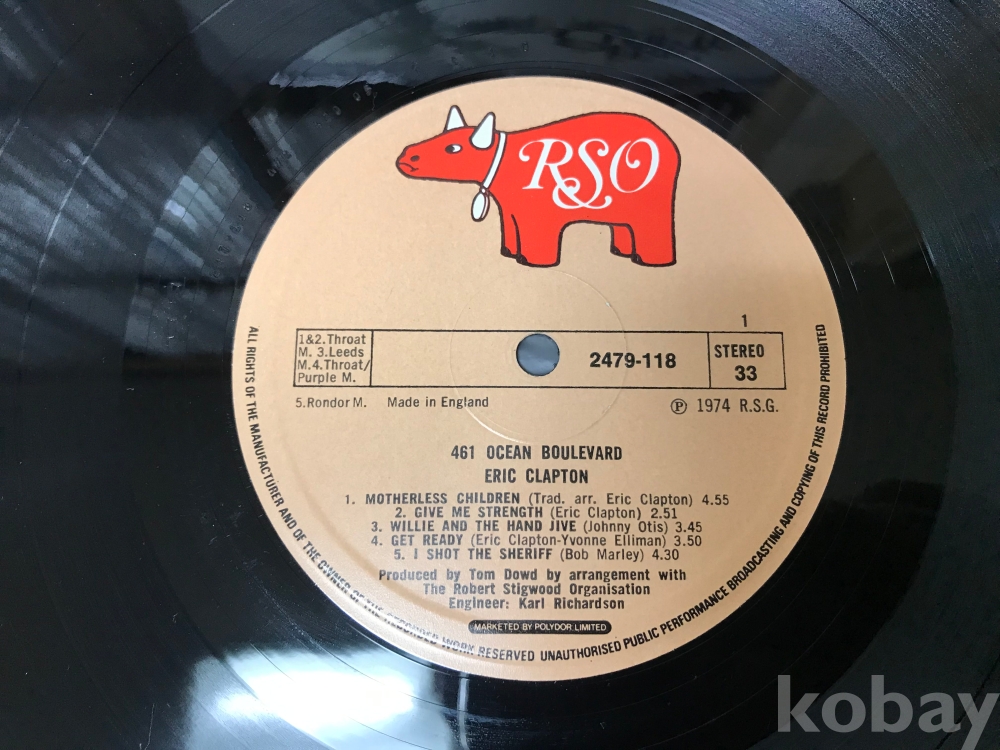 RSO
1
1&2.Throat
M. 3.Leeds
M.4.Throat/
Purple M.
2479-118
STEREO
33
5.Rondor M. Made in England
Ⓟ 1974 R.S.G.
461 OCEAN BOULEVARD
ERIC CLAPTON
1. MOTHERLESS CHILDREN (Trad. arr. Eric Clapton) 4.55
2. GIVE ME STRENGTH (Eric Clapton) 2.51
3. WILLIE AND THE HAND JIVE (Johnny Otis) 3.45
4. GET READY (Eric Clapton-Yvonne Elliman) 3.50
5. I SHOT THE SHERIFF (Bob Marley) 4.30
Produced by Tom Dowd by arrangement with
The Robert Stigwood Organisation
Engineer: Karl Richardson
MARKETED BY POLYDOR LIMITED
ALL RIGHTS OF THE MANUFACTURER AND OF THE OWNER OF THE RECORDED WORK RESERVED UNAUTHORISED PUBLIC PERFORMANCE BROADCASTING AND COPYING OF THIS RECORD PROHIBITED
kobay